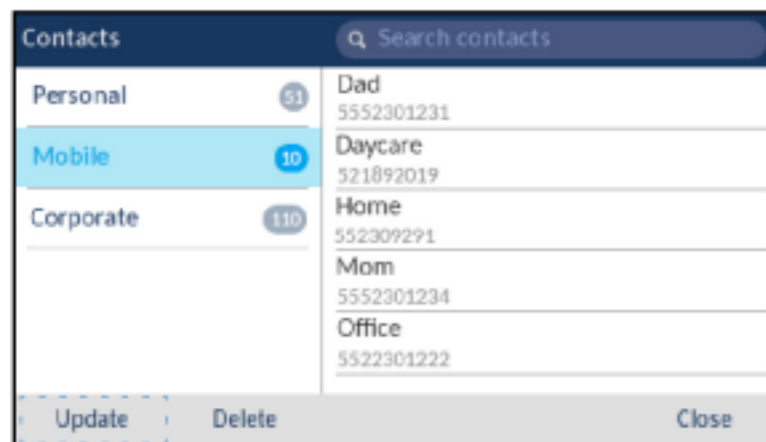 Contacts
Search contacts
Personal 51
Mobile 10
Corporate 110
Dad
5552301231
Daycare
521892019
Home
552309291
Mom
5552301234
Office
5522301222
Update Delete Close